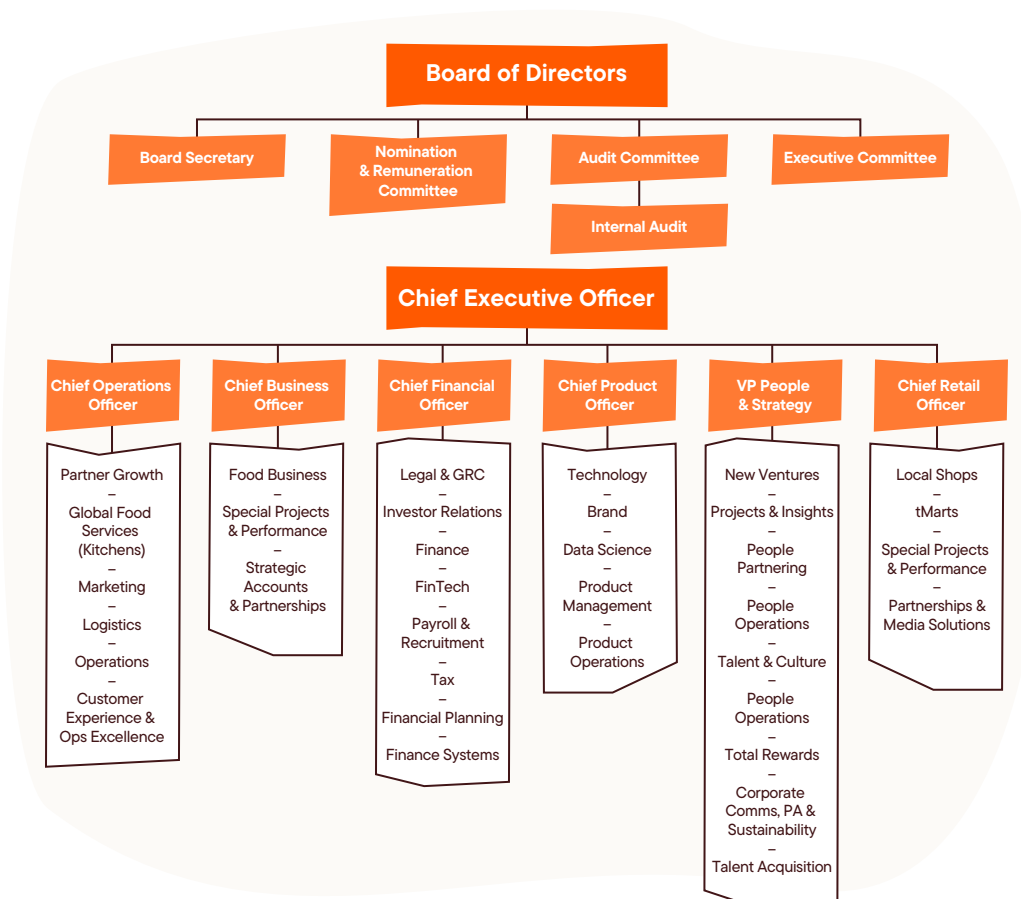 Board of Directors
Board Secretary
Nomination
& Remuneration
Committee
Audit Committee
Executive Committee
Internal Audit
Chief Executive Officer
Chief Operations
Officer
Chief Business
Officer
Chief Financial
Officer
Chief Product
Officer
VP People
& Strategy
Chief Retail
Officer
Partner Growth
–
Global Food
Services
(Kitchens)
–
Marketing
–
Logistics
–
Operations
–
Customer
Experience &
Ops Excellence
Food Business
–
Special Projects
& Performance
–
Strategic
Accounts
& Partnerships
Legal & GRC
–
Investor Relations
–
Finance
–
FinTech
–
Payroll &
Recruitment
–
Tax
–
Financial Planning
–
Finance Systems
Technology
–
Brand
–
Data Science
–
Product
Management
–
Product
Operations
New Ventures
–
Projects & Insights
–
People
Partnering
–
People
Operations
–
Talent & Culture
–
People
Operations
–
Total Rewards
–
Corporate
Comms, PA &
Sustainability
–
Talent Acquisition
Local Shops
–
tMarts
–
Special Projects
& Performance
–
Partnerships &
Media Solutions